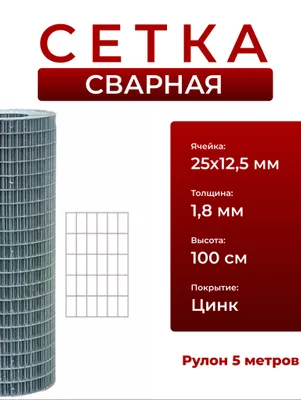 СЕТКА
СВАРНАЯ
Ячейка:
25х12,5 мм
Толщина:
1,8 мм
Высота:
100 см
Покрытие:
Цинк
Рулон 5 метров